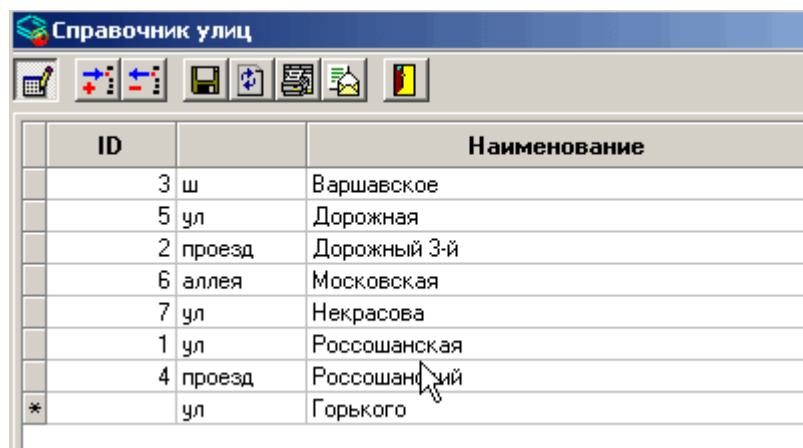 Справочник улиц
ID Наименование
3 ш Варшавское
5 ул Дорожная
2 проезд Дорожный 3-й
6 аллея Московская
7 ул Некрасова
1 ул Россошанская
4 проезд Россошанский
* ул Горького